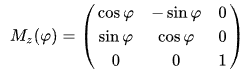 M_z(φ) = ( cos φ  − sin φ  0
sin φ  cos φ  0
0  0  1 )